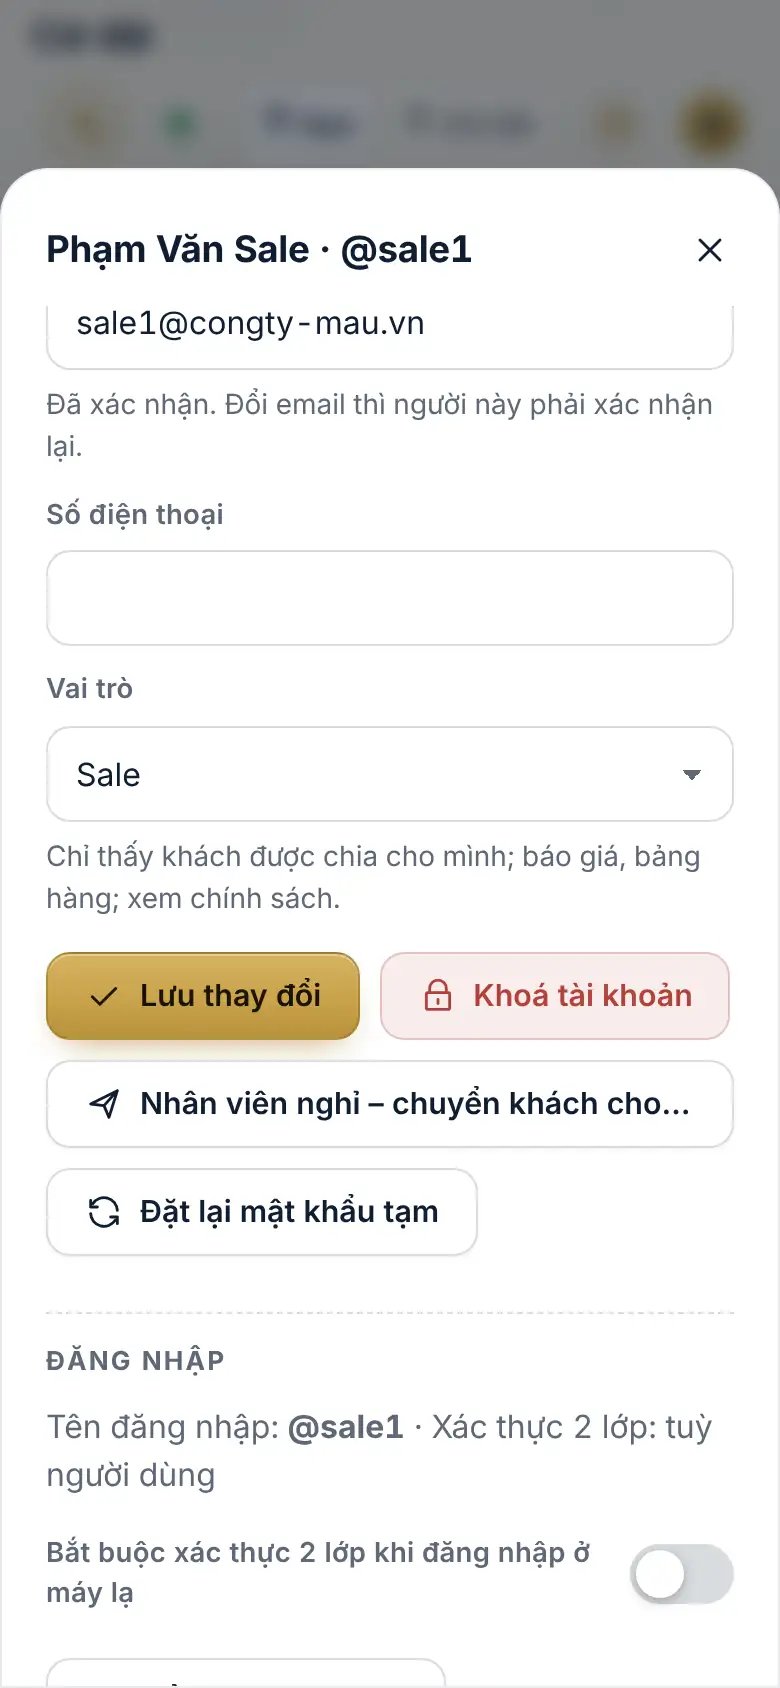 Phạm Văn Sale · @sale1
sale1@congty-mau.vn
Đã xác nhận. Đổi email thì người này phải xác nhận
lại.
Số điện thoại
Vai trò
Sale
Chỉ thấy khách được chia cho mình; báo giá, bảng
hàng; xem chính sách.
Lưu thay đổi
Khoá tài khoản
Nhân viên nghỉ – chuyển khách cho...
Đặt lại mật khẩu tạm
ĐĂNG NHẬP
Tên đăng nhập: @sale1 · Xác thực 2 lớp: tuỳ
người dùng
Bắt buộc xác thực 2 lớp khi đăng nhập ở
máy lạ